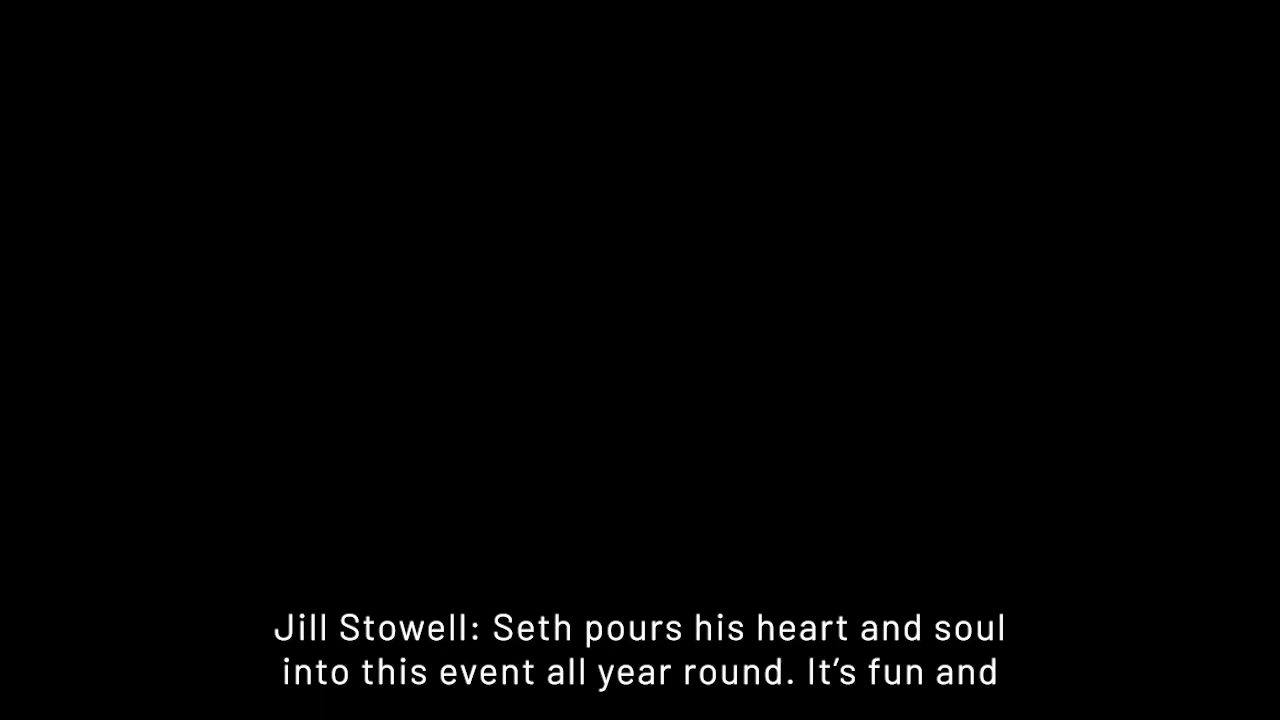 Jill Stowell: Seth pours his heart and soul
into this event all year round. It’s fun and